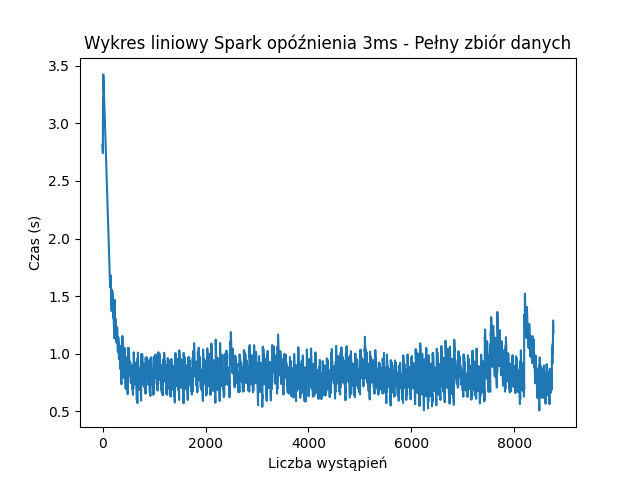 Wykres liniowy Spark opóźnienia 3ms - Pełny zbiór danych
3.5
3.0
2.5
2.0
1.5
1.0
0.5
Czas (s)
0 2000 4000 6000 8000
Liczba wystąpień